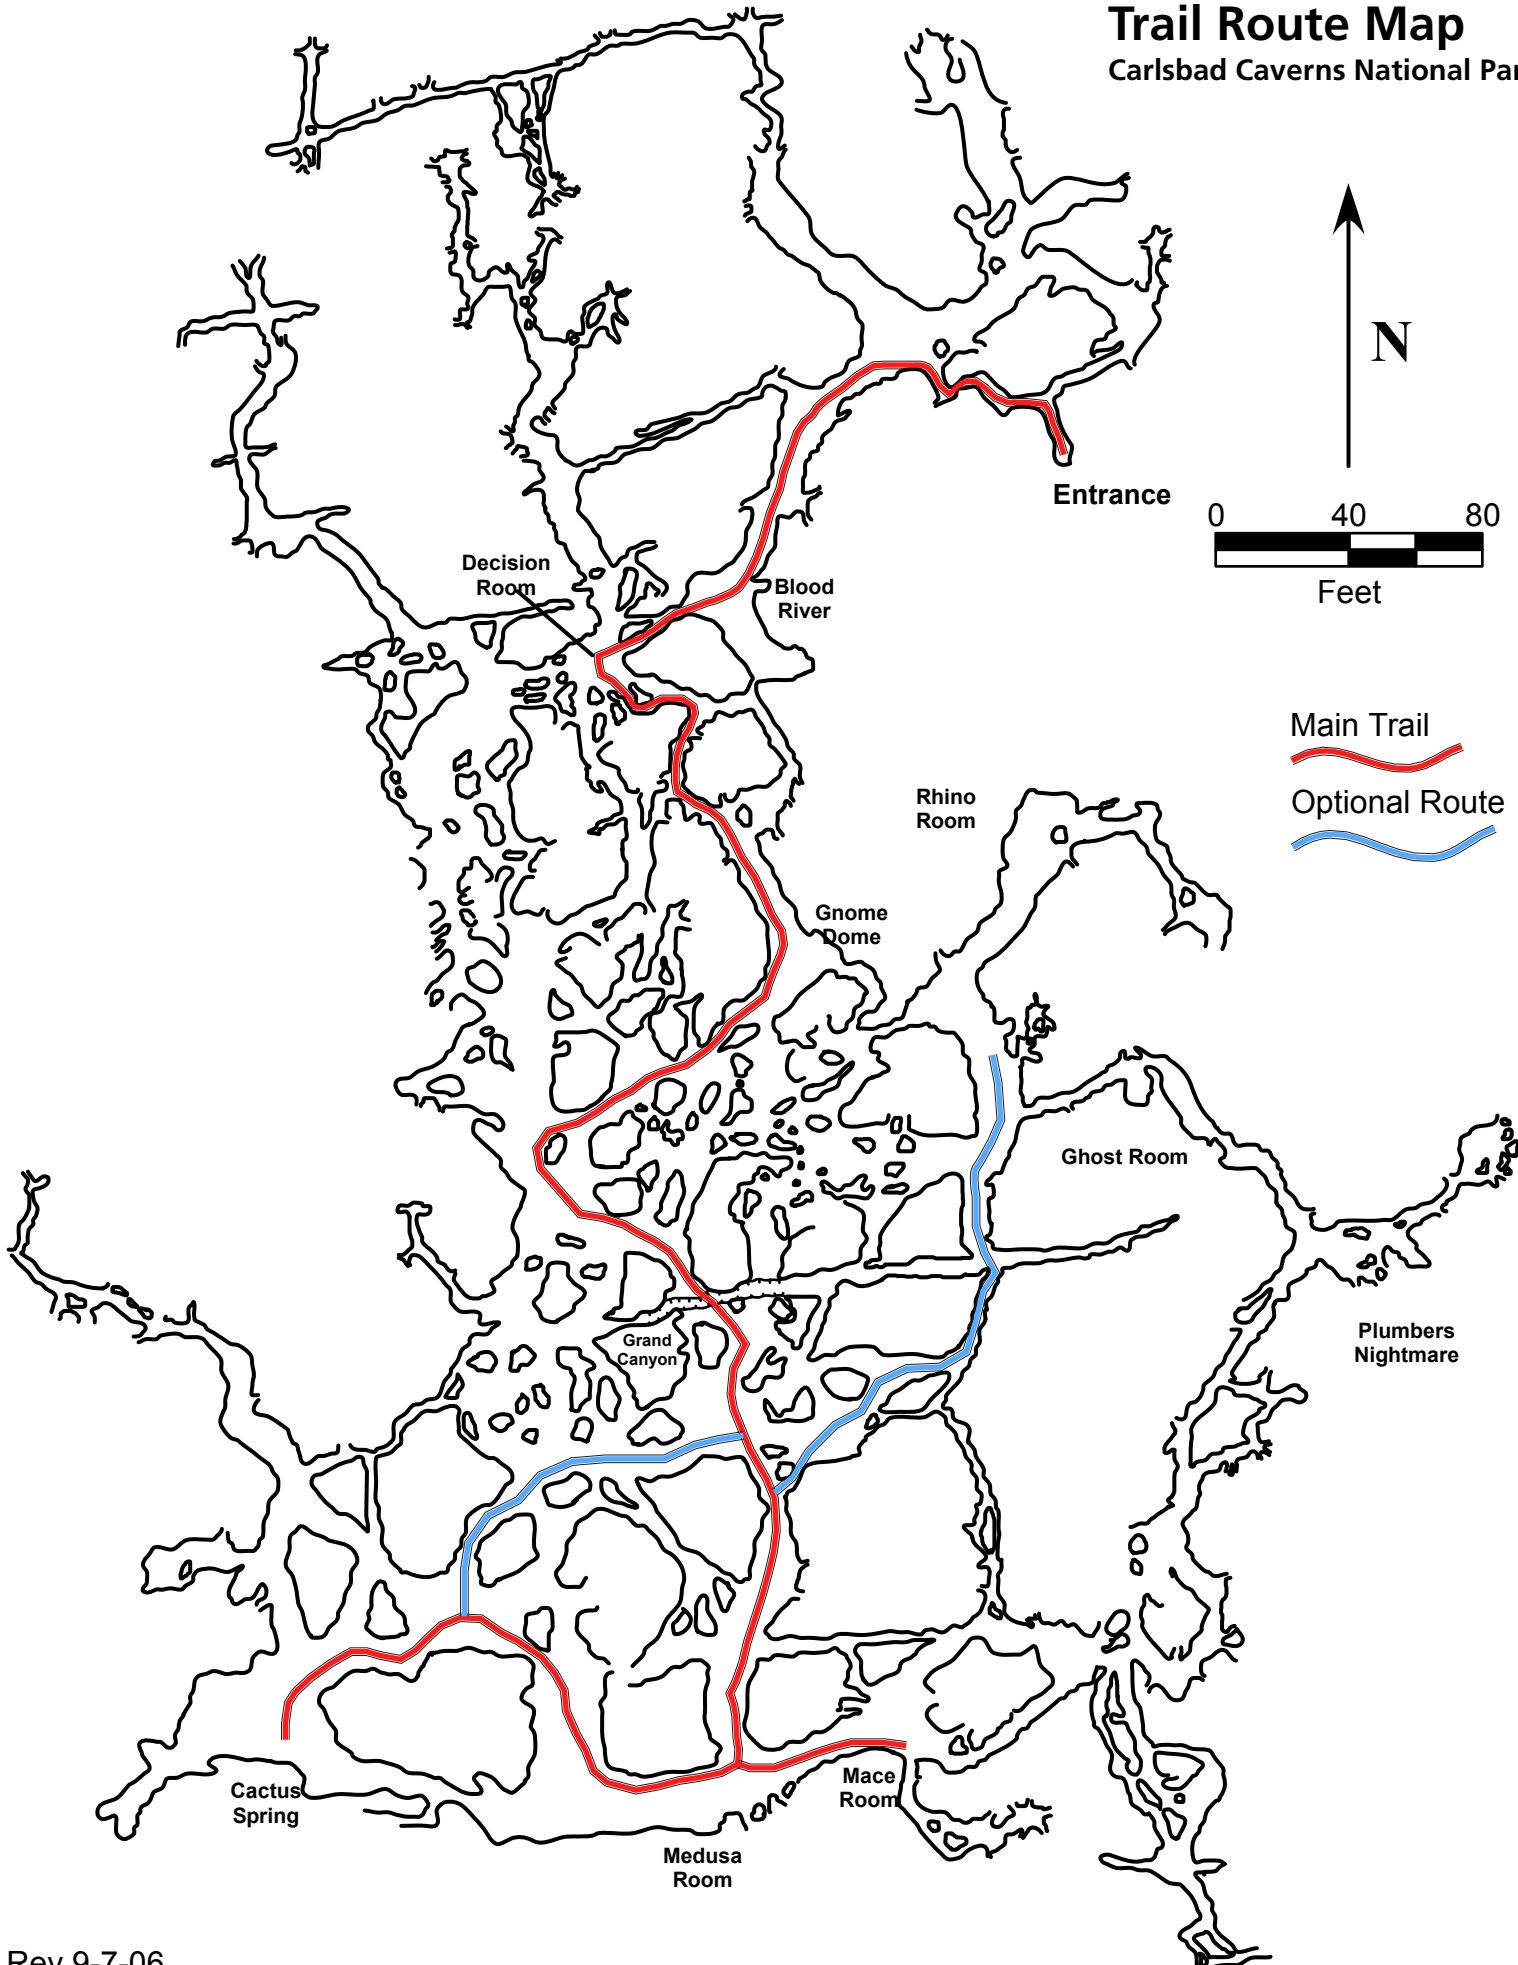 Trail Route Map
Carlsbad Caverns National Par
N
Entrance
0 40 80
Feet
Decision
Room
Blood
River
Main Trail
Optional Route
Rhino
Room
Gnome
Dome
Ghost Room
Grand
Canyon
Plumbers
Nightmare
Cactus
Spring
Mace
Room
Medusa
Room
Rev 9-7-06